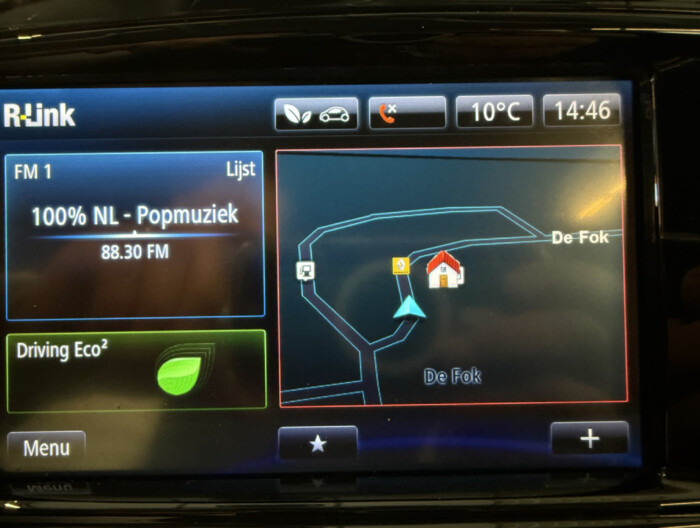 R-Link
10°C
14:46
FM 1
Lijst
100% NL - Popmuziek
88.30 FM
De Fok
Driving Eco²
De Fok
Menu